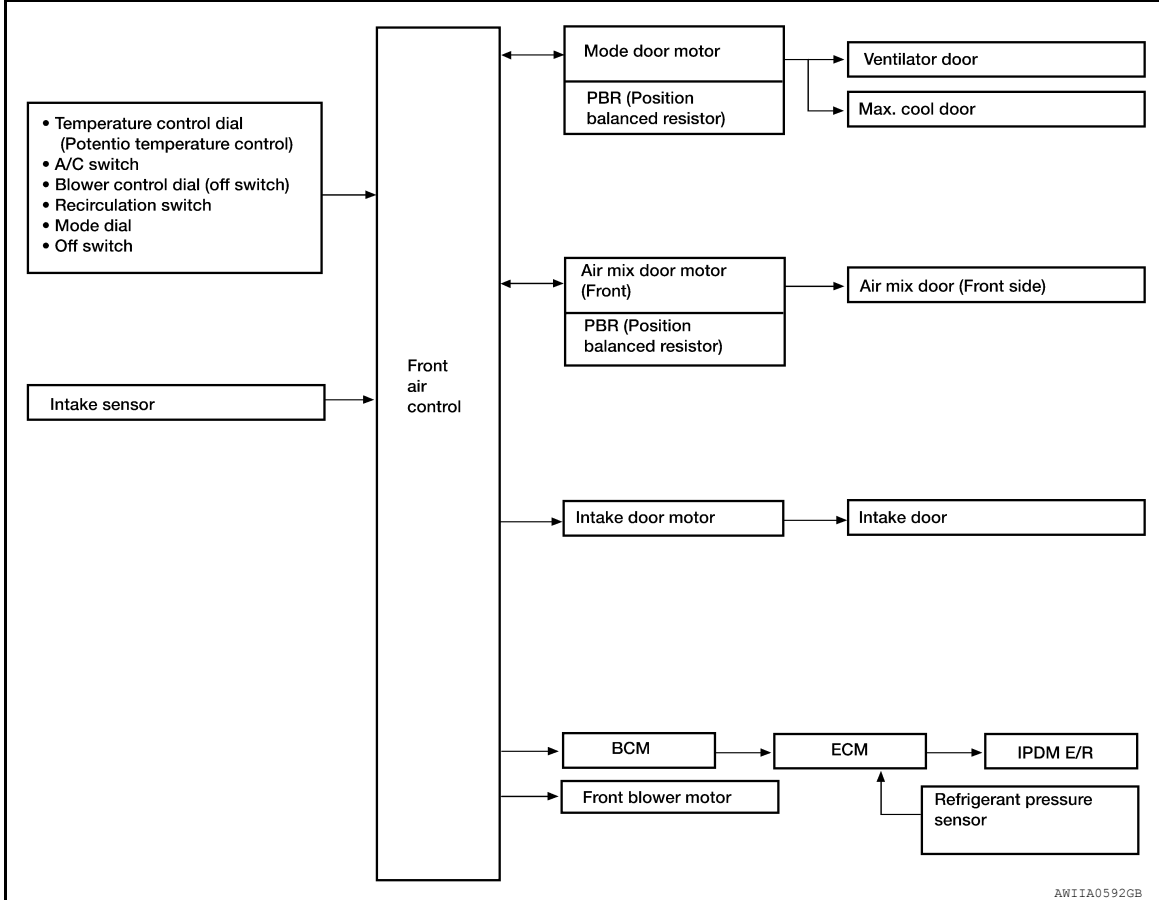 Mode door motor
PBR (Position
balanced resistor)
Ventilator door
Max. cool door
• Temperature control dial
(Potentio temperature control)
• A/C switch
• Blower control dial (off switch)
• Recirculation switch
• Mode dial
• Off switch
Air mix door motor
(Front)
PBR (Position
balanced resistor)
Air mix door (Front side)
Front
air
control
Intake sensor
Intake door motor
Intake door
BCM
ECM
IPDM E/R
Front blower motor
Refrigerant pressure
sensor
AWIIA0592GB